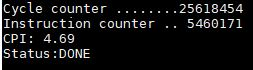 Cycle counter ........25618454
Instruction counter .. 5460171
CPI: 4.69
Status:DONE